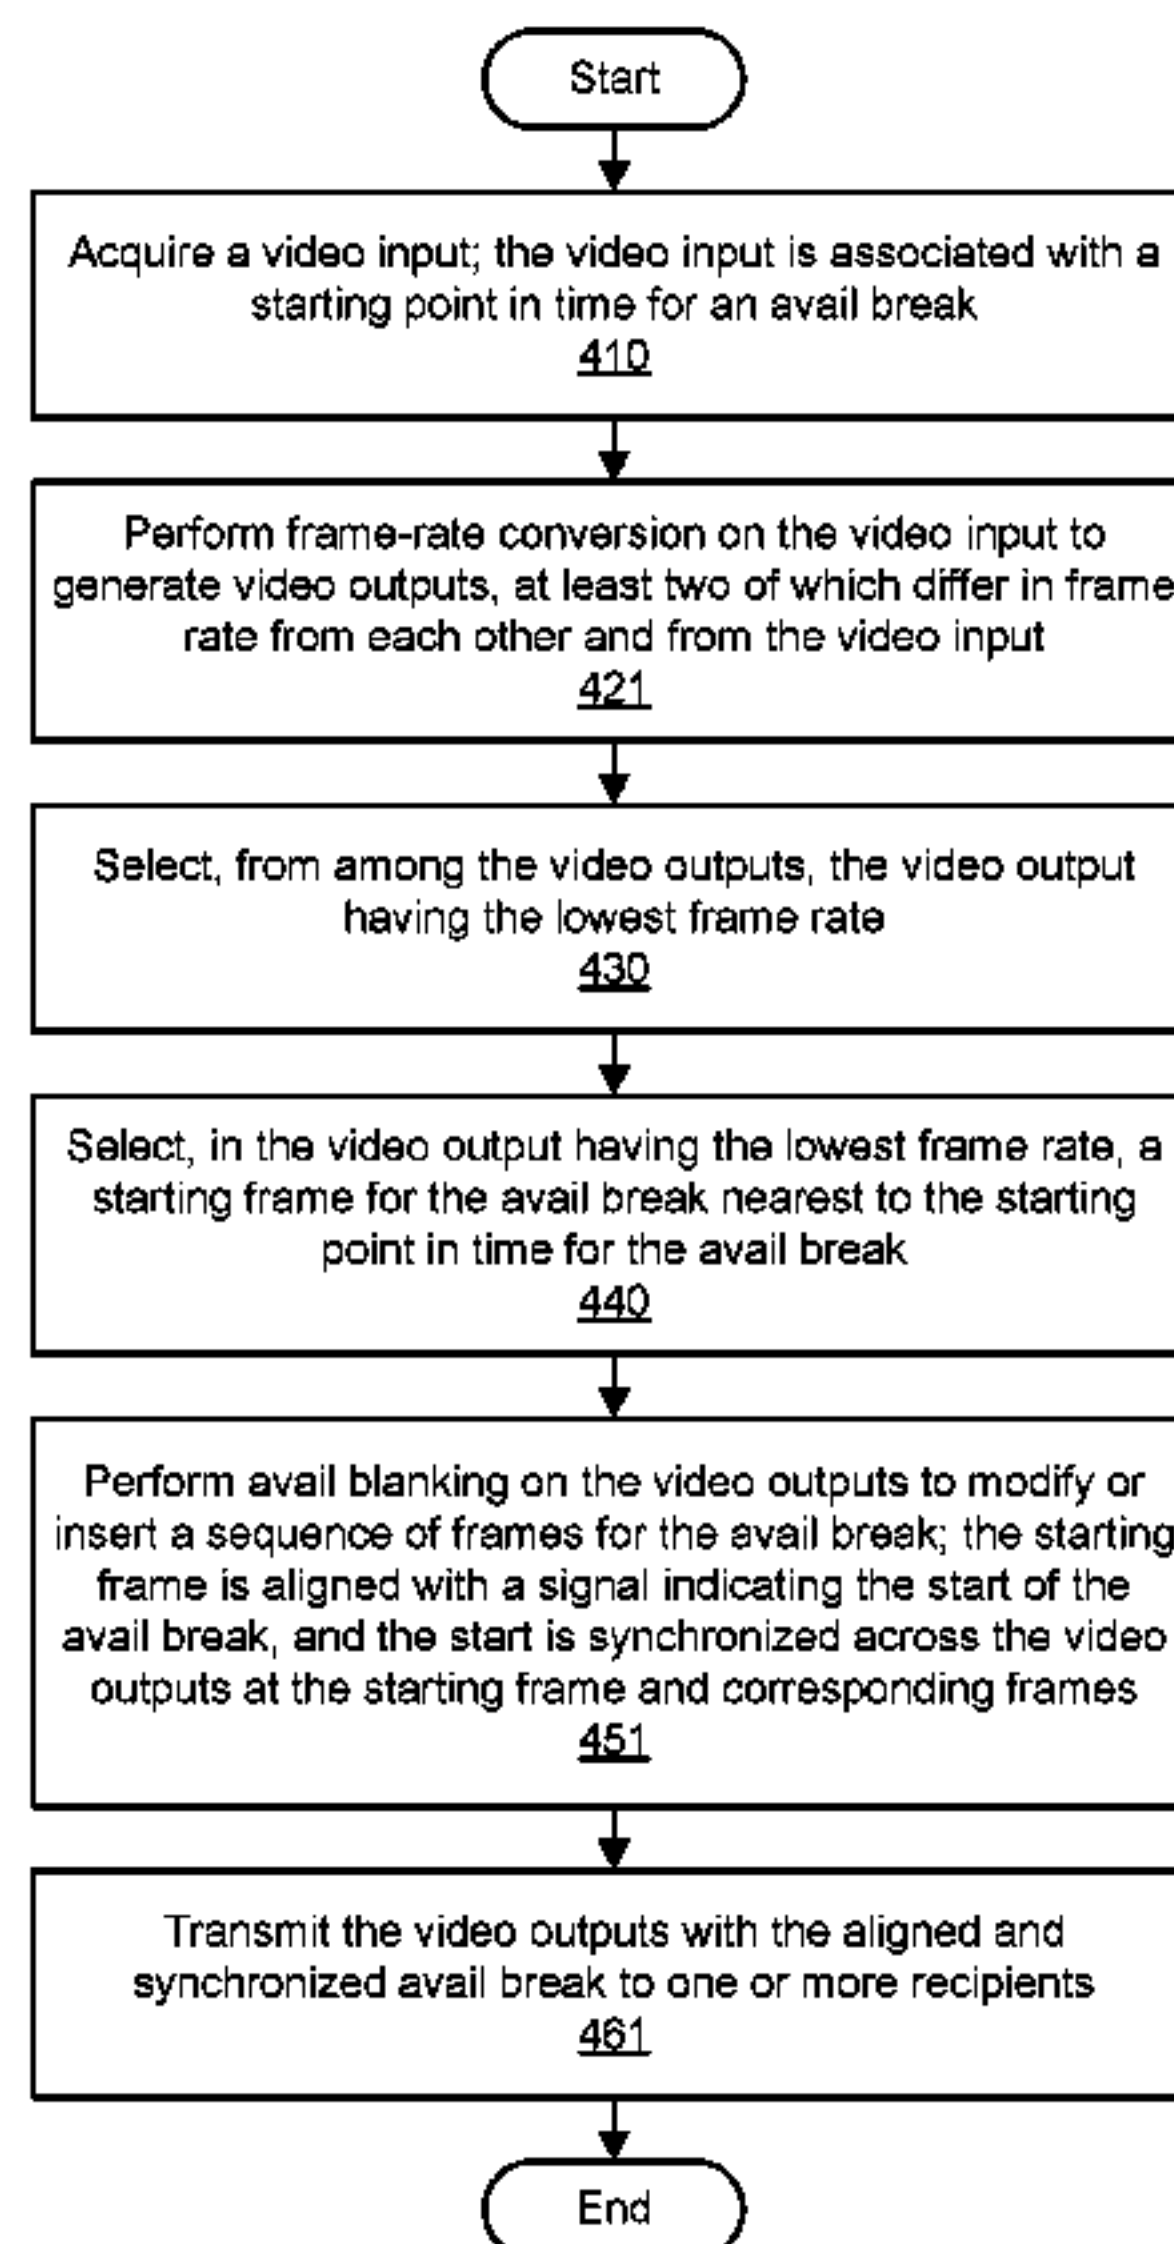 Start
Acquire a video input; the video input is associated with a
starting point in time for an avail break
410
Perform frame-rate conversion on the video input to
generate video outputs, at least two of which differ in frame
rate from each other and from the video input
421
Select, from among the video outputs, the video output
having the lowest frame rate
430
Select, in the video output having the lowest frame rate, a
starting frame for the avail break nearest to the starting
point in time for the avail break
440
Perform avail blanking on the video outputs to modify or
insert a sequence of frames for the avail break; the starting
frame is aligned with a signal indicating the start of the
avail break, and the start is synchronized across the video
outputs at the starting frame and corresponding frames
451
Transmit the video outputs with the aligned and
synchronized avail break to one or more recipients
461
End